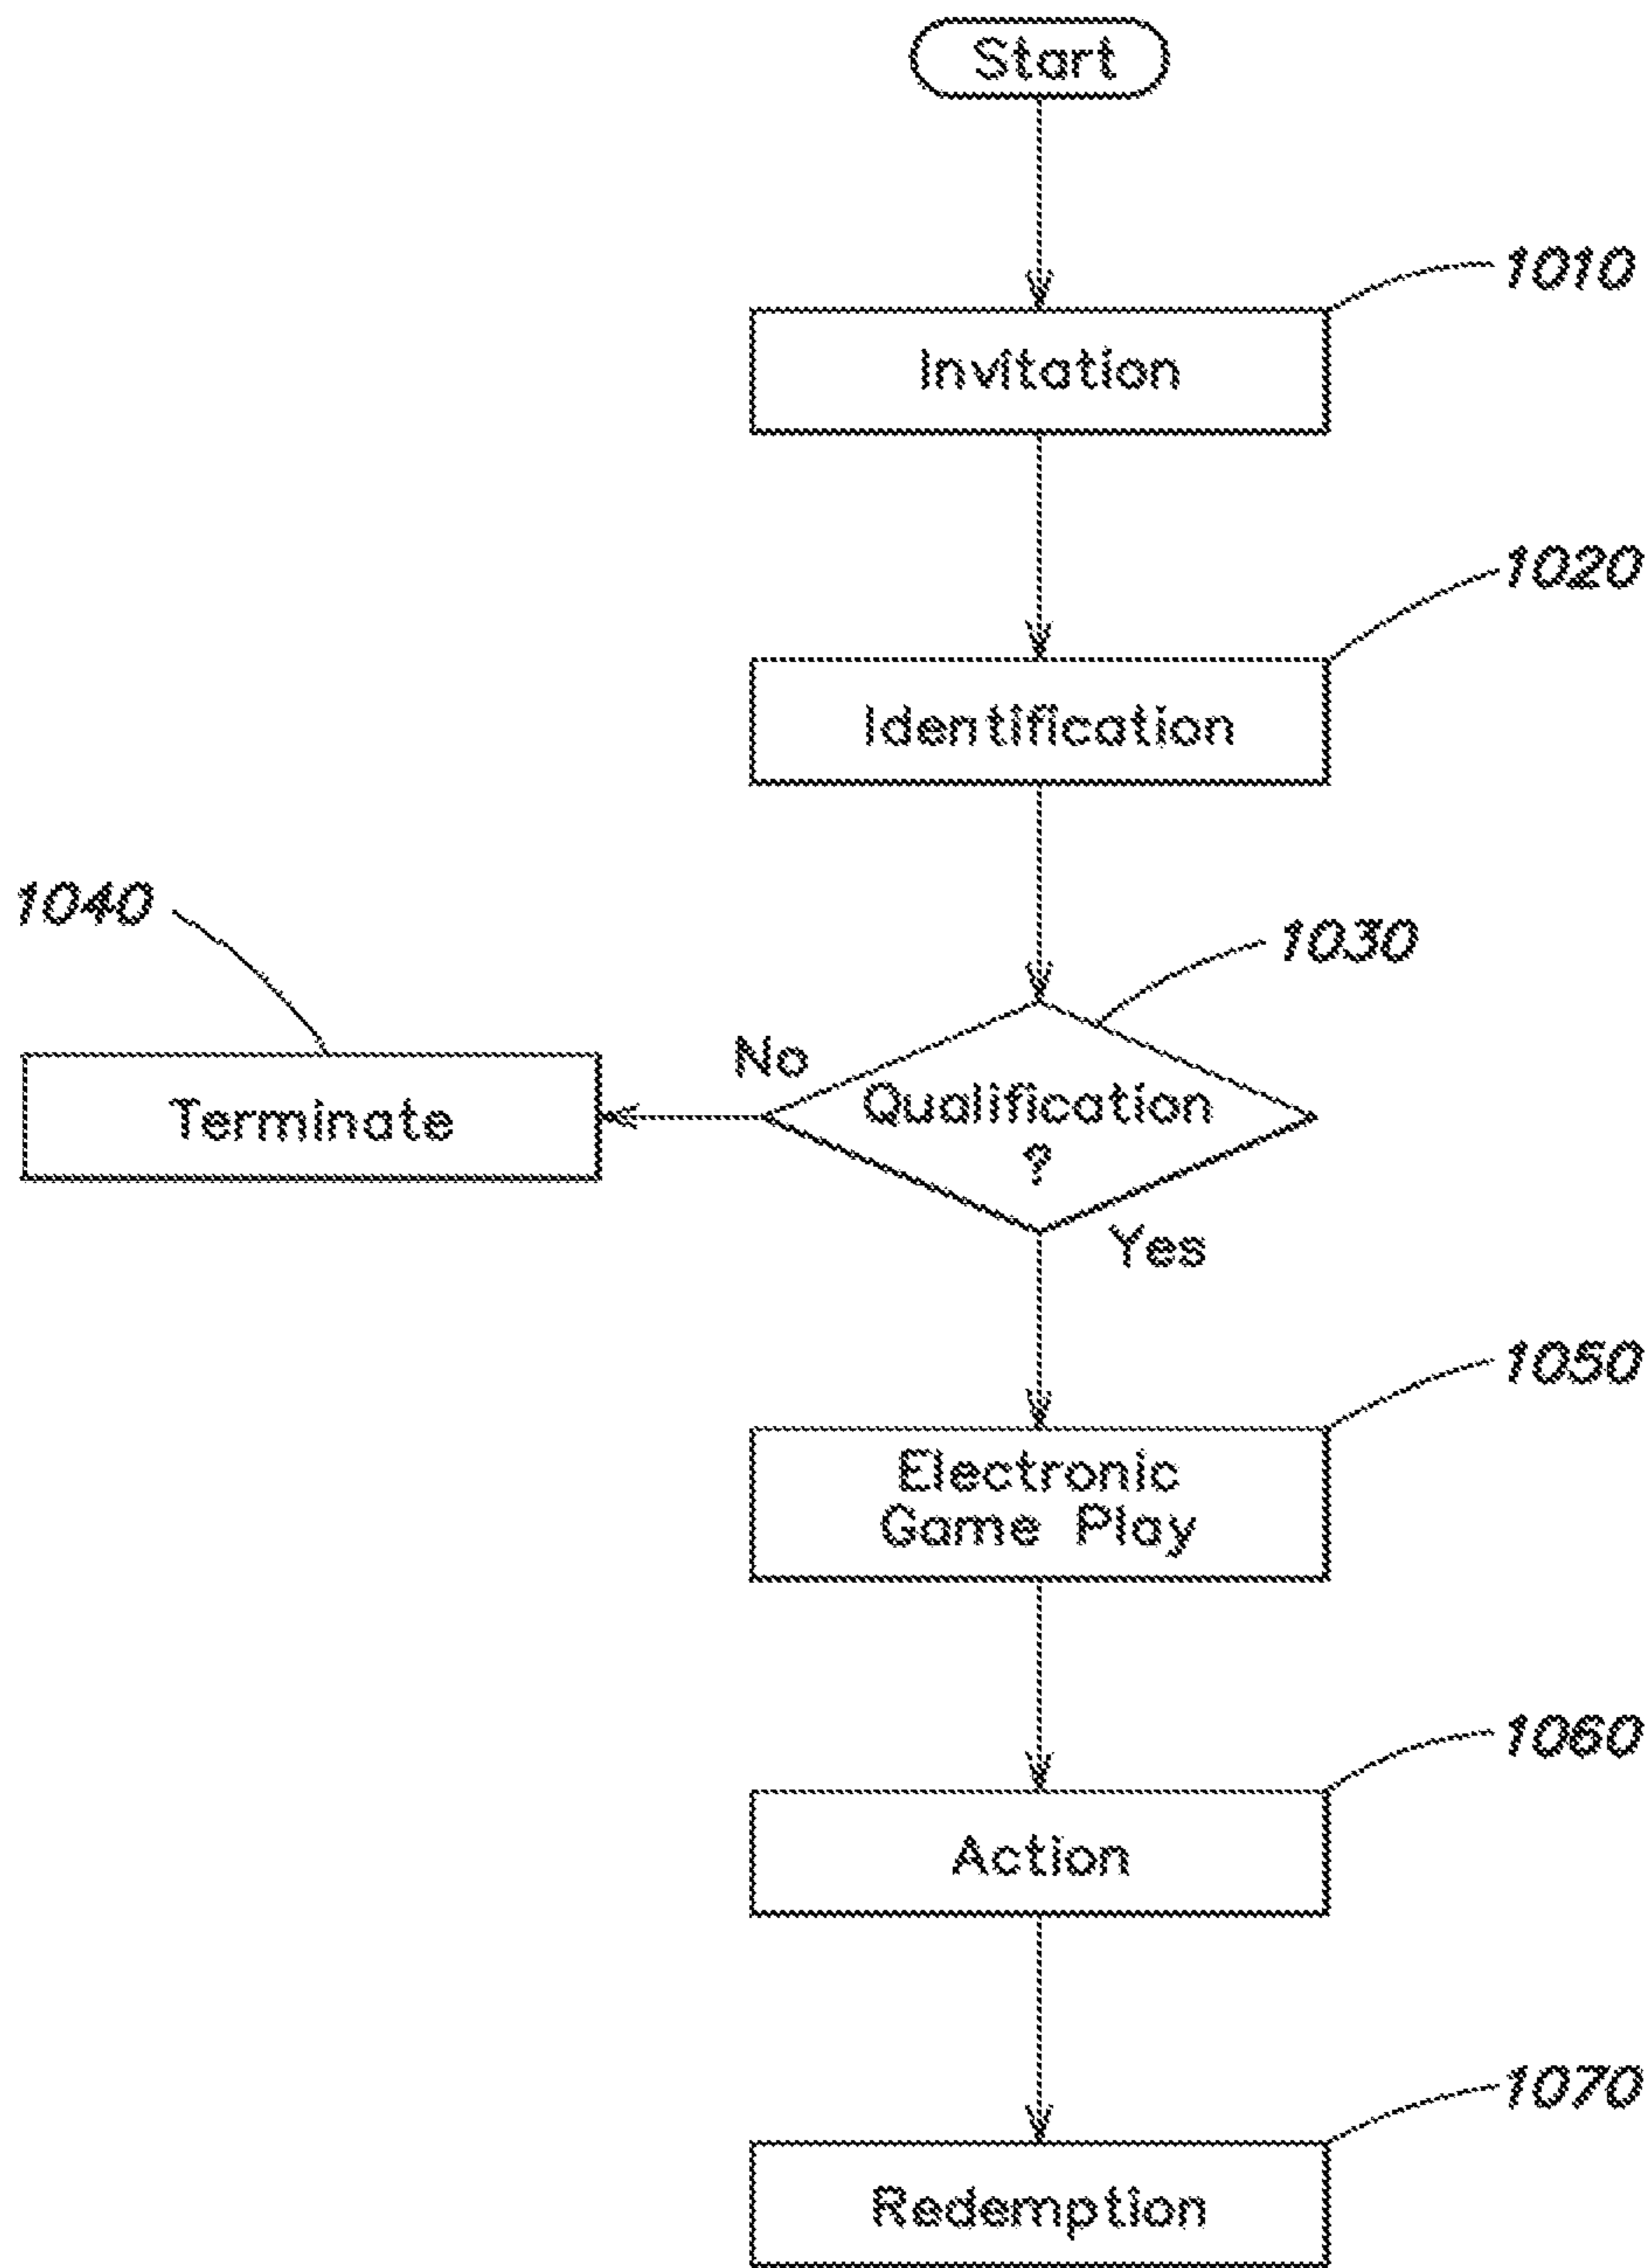 Start
1010
Invitation
1020
Identification
1040
1030
No
Terminate
Qualification
?
Yes
1050
Electronic
Game Play
1060
Action
1070
Redemption